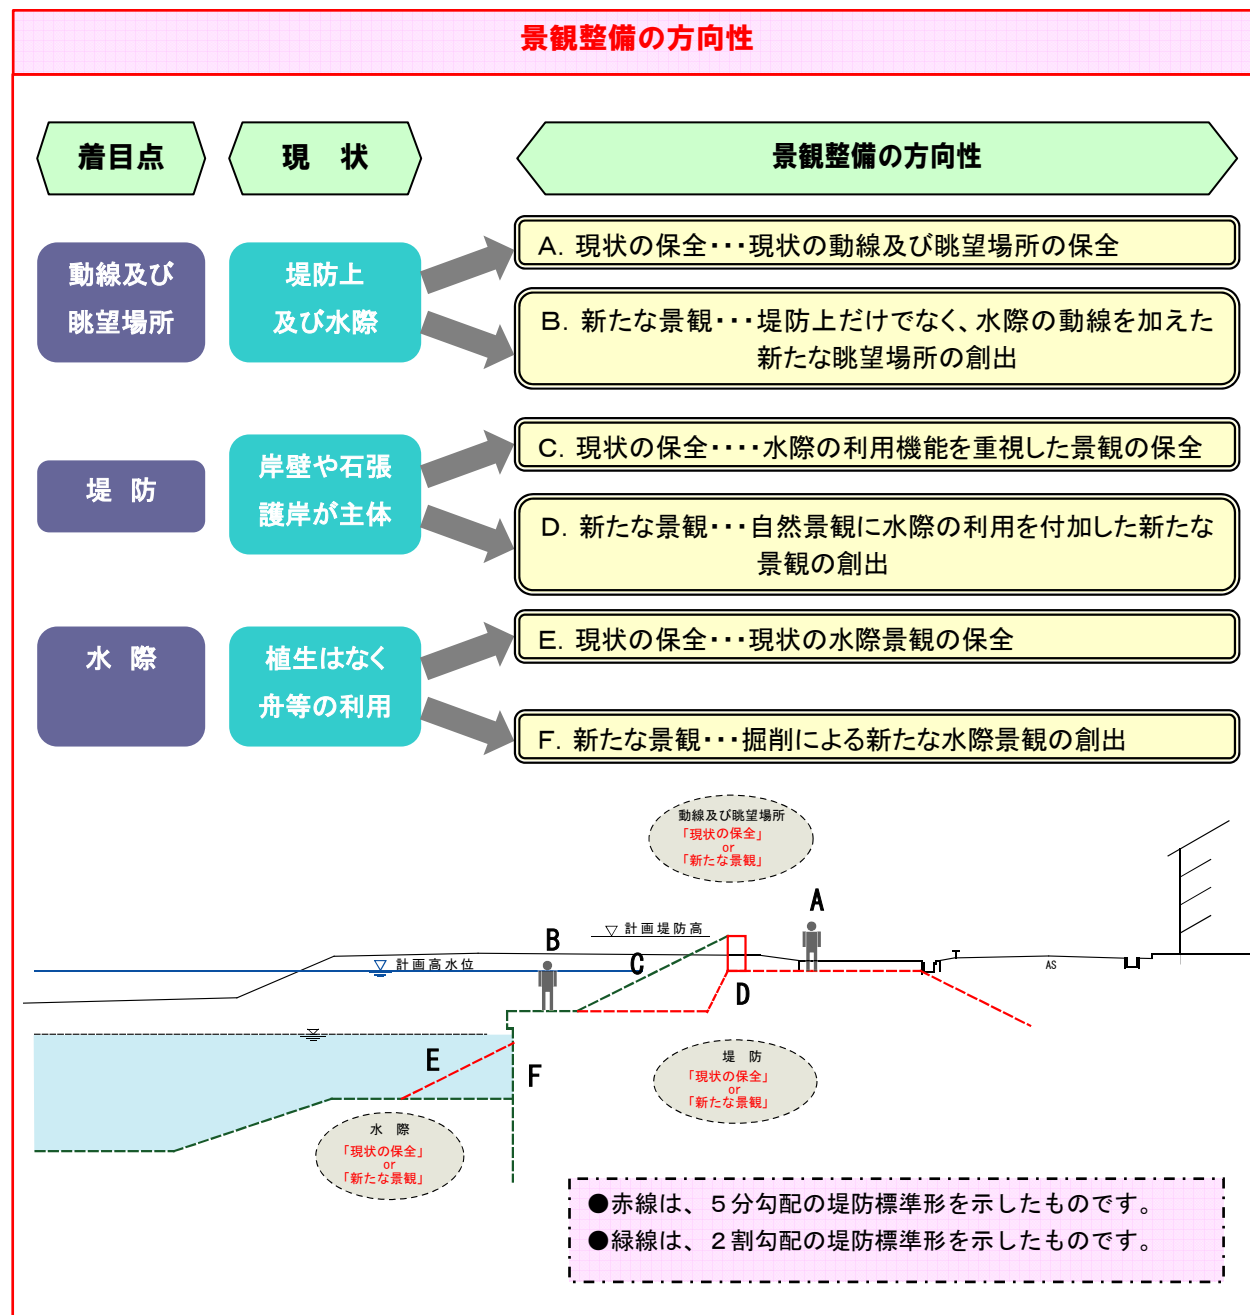 景観整備の方向性
着目点
現　状
景観整備の方向性
動線及び
眺望場所
堤防上
及び水際
A. 現状の保全・・・現状の動線及び眺望場所の保全
B. 新たな景観・・・堤防上だけでなく、水際の動線を加えた
新たな眺望場所の創出
堤 防
岸壁や石張
護岸が主体
C. 現状の保全・・・・水際の利用機能を重視した景観の保全
D. 新たな景観・・・自然景観に水際の利用を付加した新たな
景観の創出
水 際
植生はなく
舟等の利用
E. 現状の保全・・・現状の水際景観の保全
F. 新たな景観・・・掘削による新たな水際景観の創出
動線及び眺望場所
「現状の保全」
or
「新たな景観」
A
B
▽ 計画堤防高
▽ 計画高水位
C
D
AS
E
F
堤 防
「現状の保全」
or
「新たな景観」
水 際
「現状の保全」
or
「新たな景観」
●赤線は、５分勾配の堤防標準形を示したものです。
●緑線は、２割勾配の堤防標準形を示したものです。